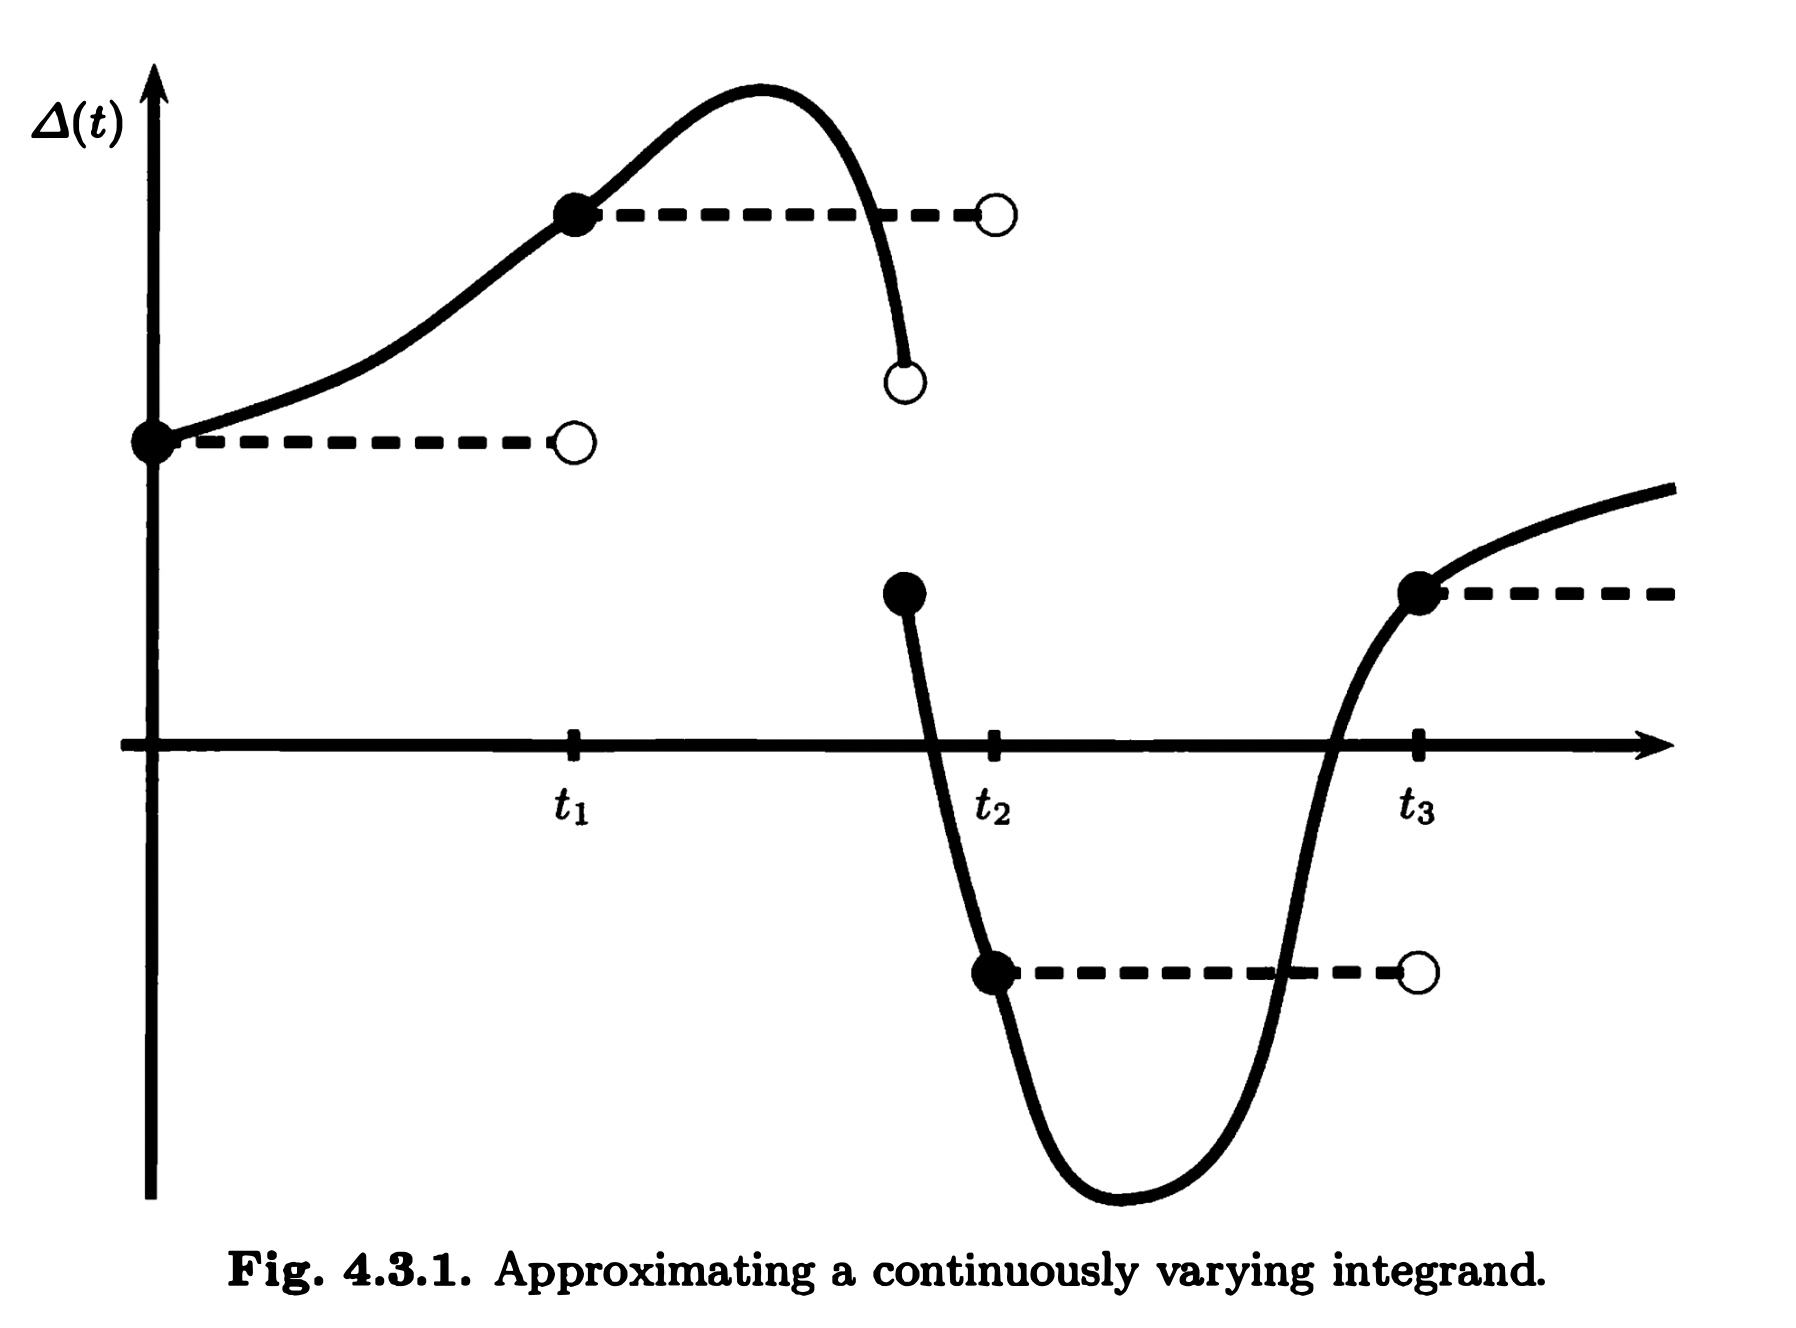 Δ(t)
t₁ t₂ t₃
Fig. 4.3.1. Approximating a continuously varying integrand.